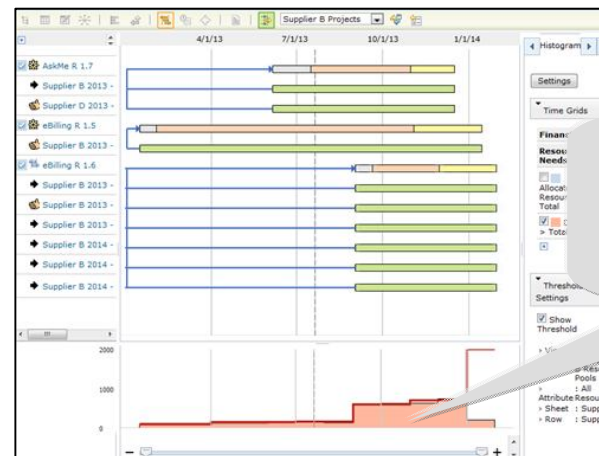 Supplier B Projects
4/1/13 7/1/13 10/1/13 1/1/14
AskMe R 1.7
Supplier B 2013 -
Supplier D 2013 -
eBilling R 1.5
Supplier B 2013 -
eBilling R 1.6
Supplier B 2013 -
Supplier B 2013 -
Supplier B 2013 -
Supplier B 2014 -
Supplier B 2014 -
Supplier B 2014 -
2000
1000
0
- +
Histogram
Settings
Time Grids
Finan
Resou
Needs
Allocat
Resou
Total
> Tota
Threshold
Settings
Show
Threshold
Pools
: All
Attribute Resou
Sheet : Supp
Row : Supp